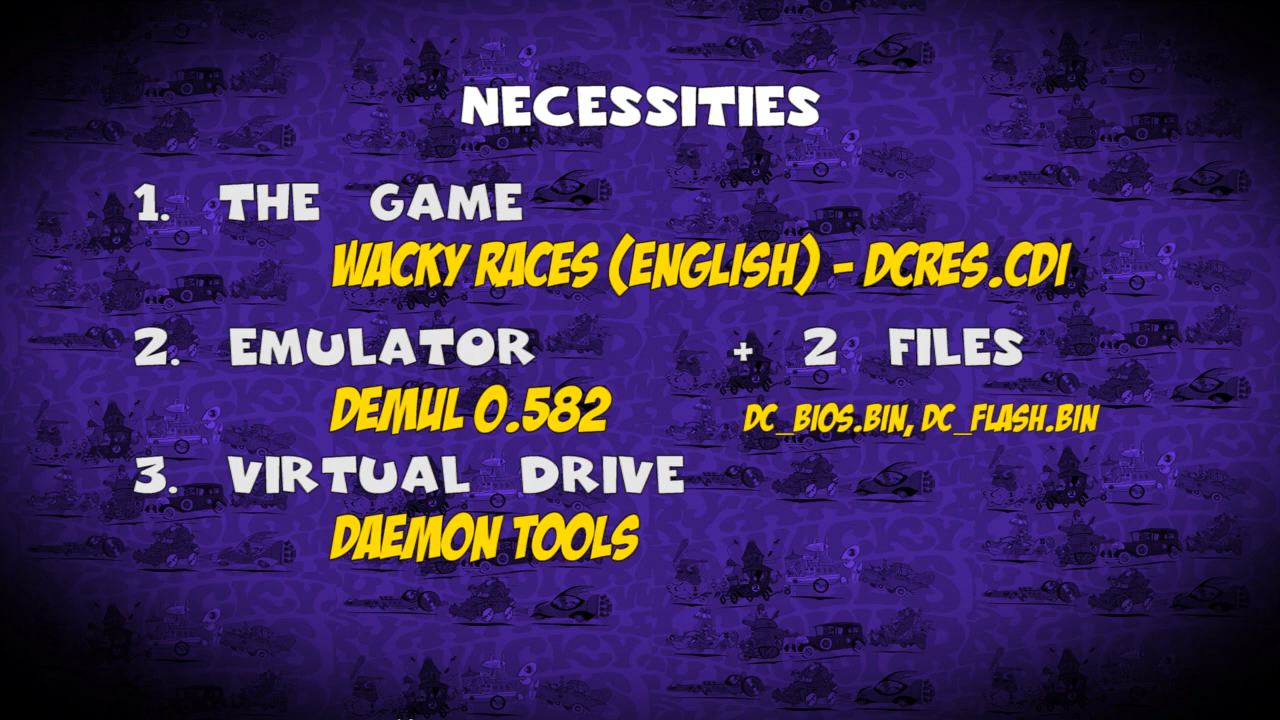 NECESSITIES
1. THE GAME
WACKY RACES (ENGLISH) - DCRES.CDI
2. EMULATOR + 2 FILES
DEMUL 0.582 DC_BIOS.BIN, DC_FLASH.BIN
3. VIRTUAL DRIVE
DAEMON TOOLS